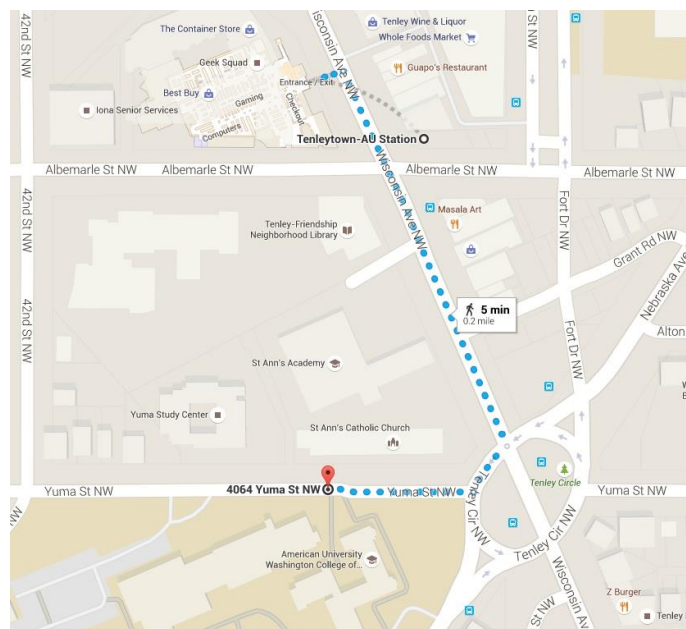 42nd St NW
The Container Store
Wisconsin Ave NW
Tenley Wine & Liquor
Whole Foods Market
St NW
Geek Squad
Guapo's Restaurant
Entrance / Exit
Best Buy
Gaming
Checkout
Computers
Iona Senior Services
Tenleytown-AU Station
Albemarle St NW
Albemarle St NW
Albemarle St NW
Albemarle St NW
42nd St NW
Wisconsin Ave NW
Fort Dr NW
Masala Art
Tenley-Friendship
Neighborhood Library
Grant Rd NW
Nebraska Ave
42nd St NW
5 min
0.2 mile
Fort Dr NW
Alton
St Ann's Academy
Yuma Study Center
St Ann's Catholic Church
Tenley Circle
Yuma St NW
4064 Yuma St NW
Yuma St NW
Tenley Cir NW
Yuma St NW
Tenley Cir NW
American University
Washington College of...
Wisconsin Av
Z Burger
St NW
Tenley